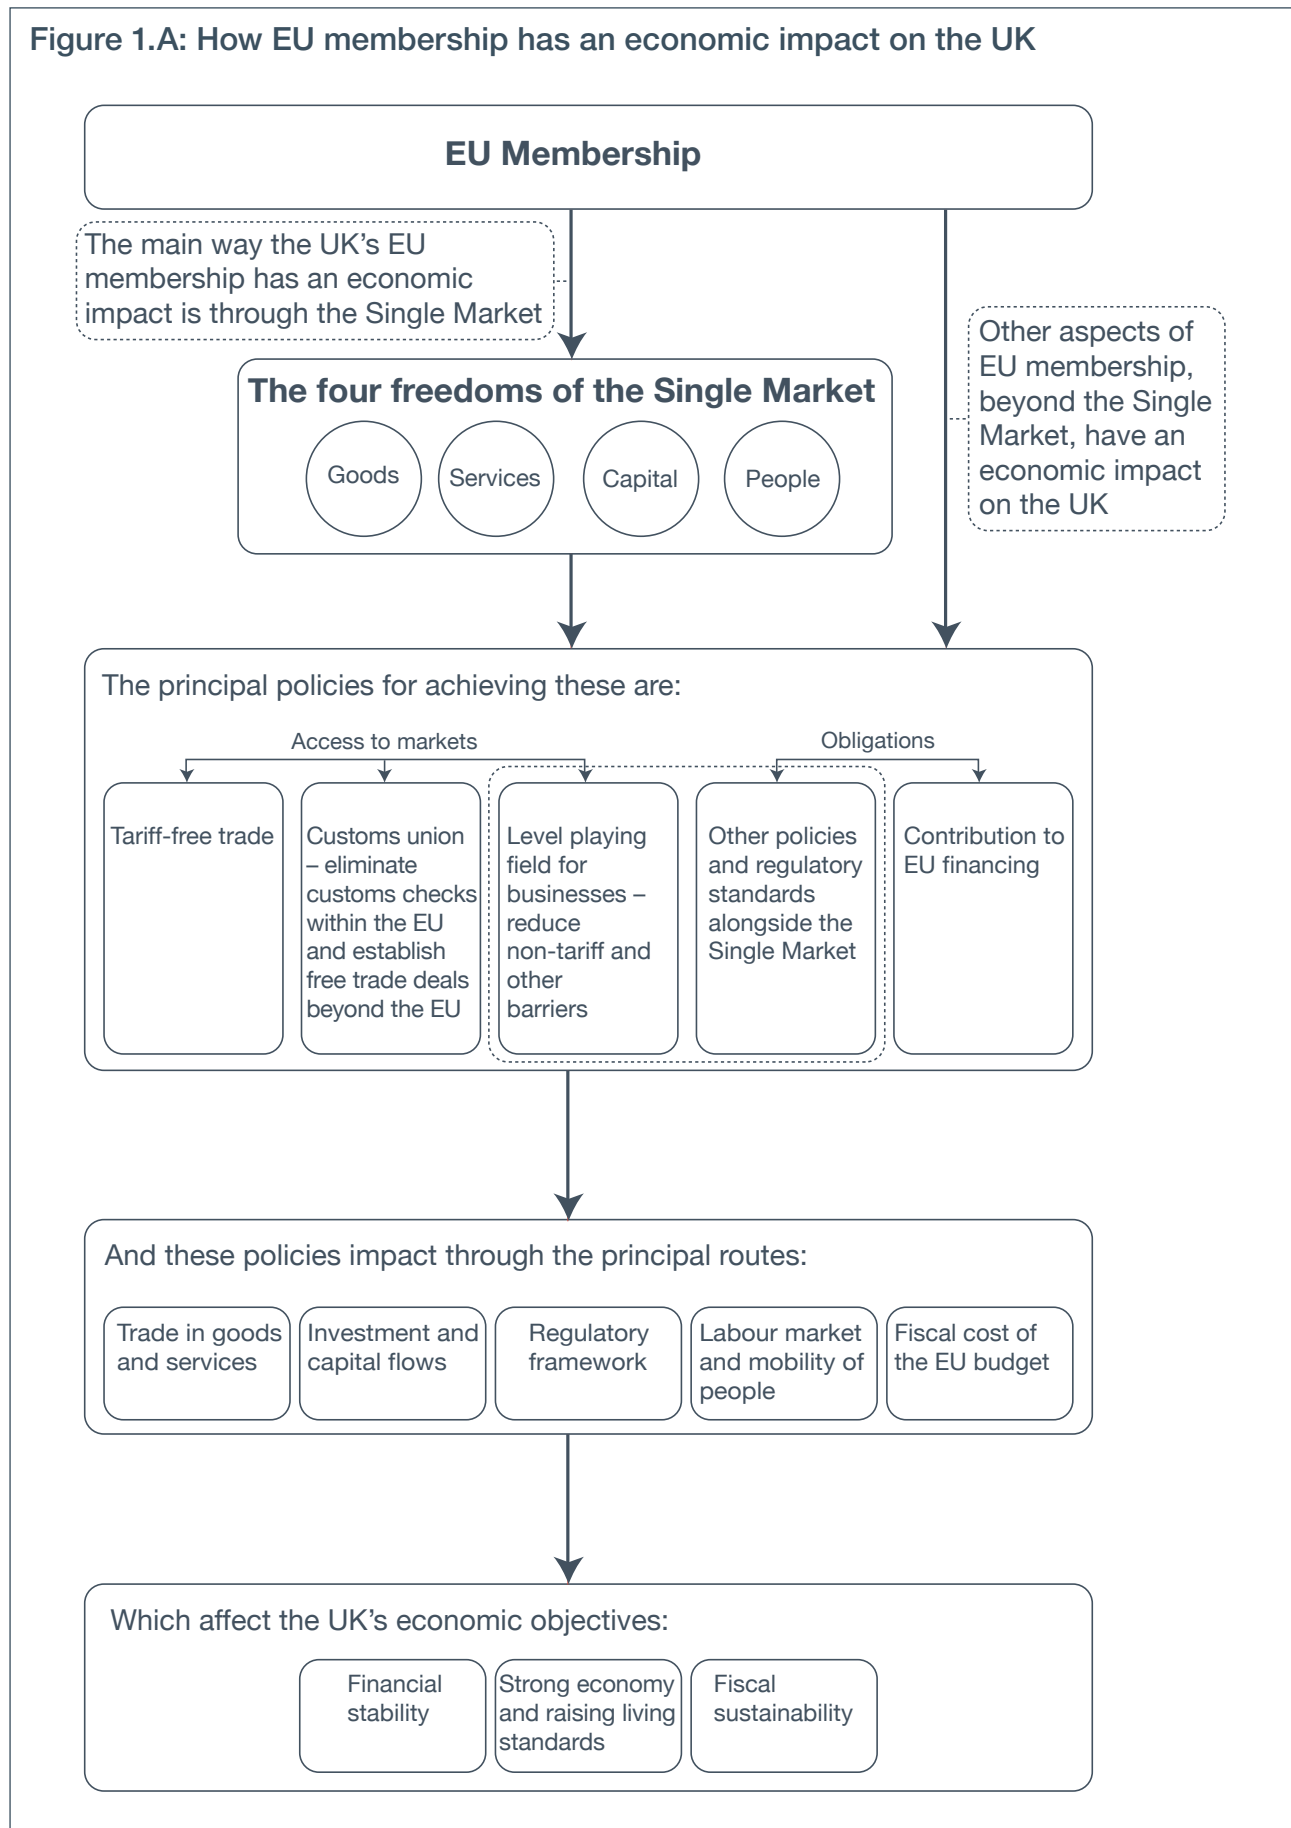 Figure 1.A: How EU membership has an economic impact on the UK
EU Membership
The main way the UK’s EU
membership has an economic
impact is through the Single Market
Other aspects of
EU membership,
beyond the Single
Market, have an
economic impact
on the UK
The four freedoms of the Single Market
Goods
Services
Capital
People
The principal policies for achieving these are:
Access to markets
Obligations
Tariff-free trade
Customs union
– eliminate
customs checks
within the EU
and establish
free trade deals
beyond the EU
Level playing
field for
businesses –
reduce
non-tariff and
other
barriers
Other policies
and regulatory
standards
alongside the
Single Market
Contribution to
EU financing
And these policies impact through the principal routes:
Trade in goods
and services
Investment and
capital flows
Regulatory
framework
Labour market
and mobility of
people
Fiscal cost of
the EU budget
Which affect the UK’s economic objectives:
Financial
stability
Strong economy
and raising living
standards
Fiscal
sustainability